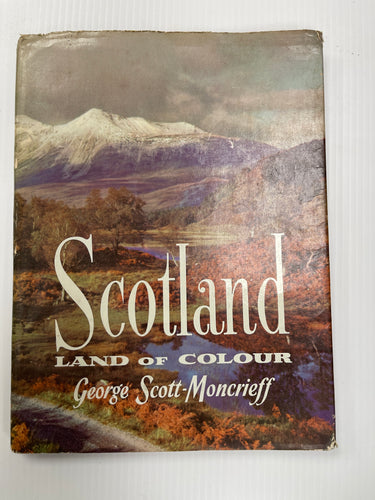 Scotland
LAND OF COLOUR
George Scott-Moncrieff